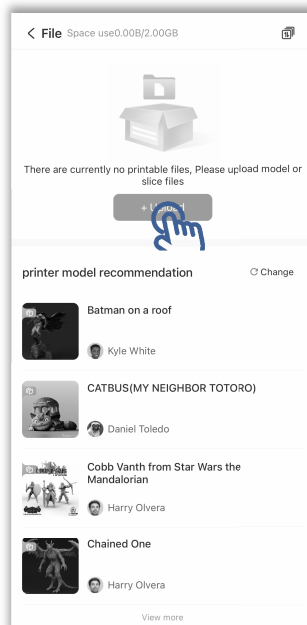 File Space use0.00B/2.00GB
There are currently no printable files, Please upload model or
slice files
+ Upload
printer model recommendation Change
Batman on a roof
Kyle White
CATBUS(MY NEIGHBOR TOTORO)
Daniel Toledo
Cobb Vanth from Star Wars the
Mandalorian
Harry Olvera
Chained One
Harry Olvera
View more